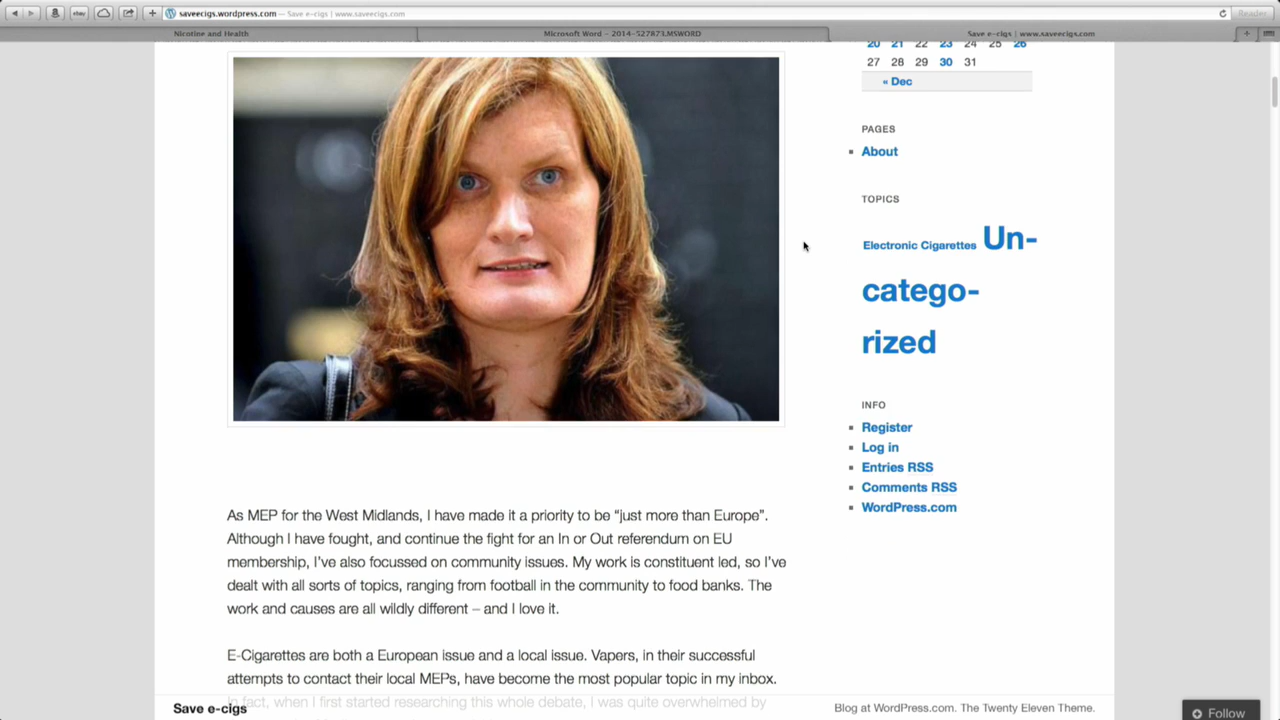 saveecigs.wordpress.com — Save e-cigs | www.saveecigs.com
Reader
Nicotine and Health
Microsoft Word – 2014-527873.MSWORD
Save e-cigs | www.saveecigs.com
20 21 22 23 24 25 26
27 28 29 30 31
« Dec
PAGES
About
TOPICS
Electronic Cigarettes Un-
catego-
rized
INFO
Register
Log in
Entries RSS
Comments RSS
WordPress.com
As MEP for the West Midlands, I have made it a priority to be “just more than Europe”.
Although I have fought, and continue the fight for an In or Out referendum on EU
membership, I’ve also focussed on community issues. My work is constituent led, so I’ve
dealt with all sorts of topics, ranging from football in the community to food banks. The
work and causes are all wildly different – and I love it.
E-Cigarettes are both a European issue and a local issue. Vapers, in their successful
attempts to contact their local MEPs, have become the most popular topic in my inbox.
In fact, when I first started researching this whole debate, I was quite overwhelmed by
Save e-cigs
Blog at WordPress.com. The Twenty Eleven Theme.
Follow